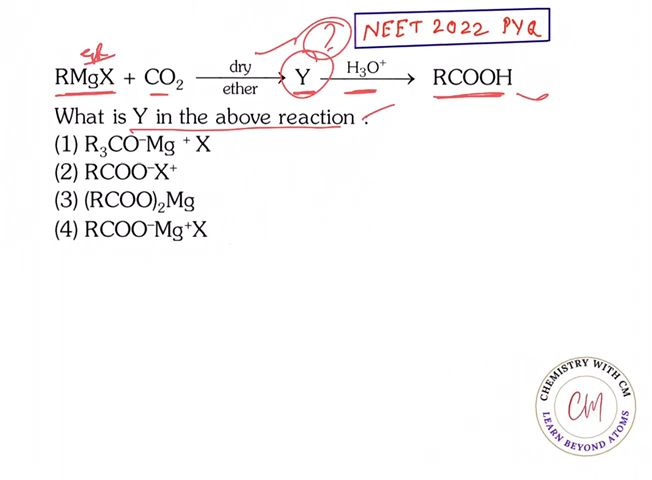 NEET 2022 PYQ
GR
?
RMgX + CO₂ dry ether Y H₃O⁺ RCOOH
What is Y in the above reaction ?
(1) R₃CO⁻Mg ⁺ X
(2) RCOO⁻X⁺
(3) (RCOO)₂Mg
(4) RCOO⁻Mg⁺X
CHEMISTRY WITH CM
CM
LEARN BEYOND ATOMS